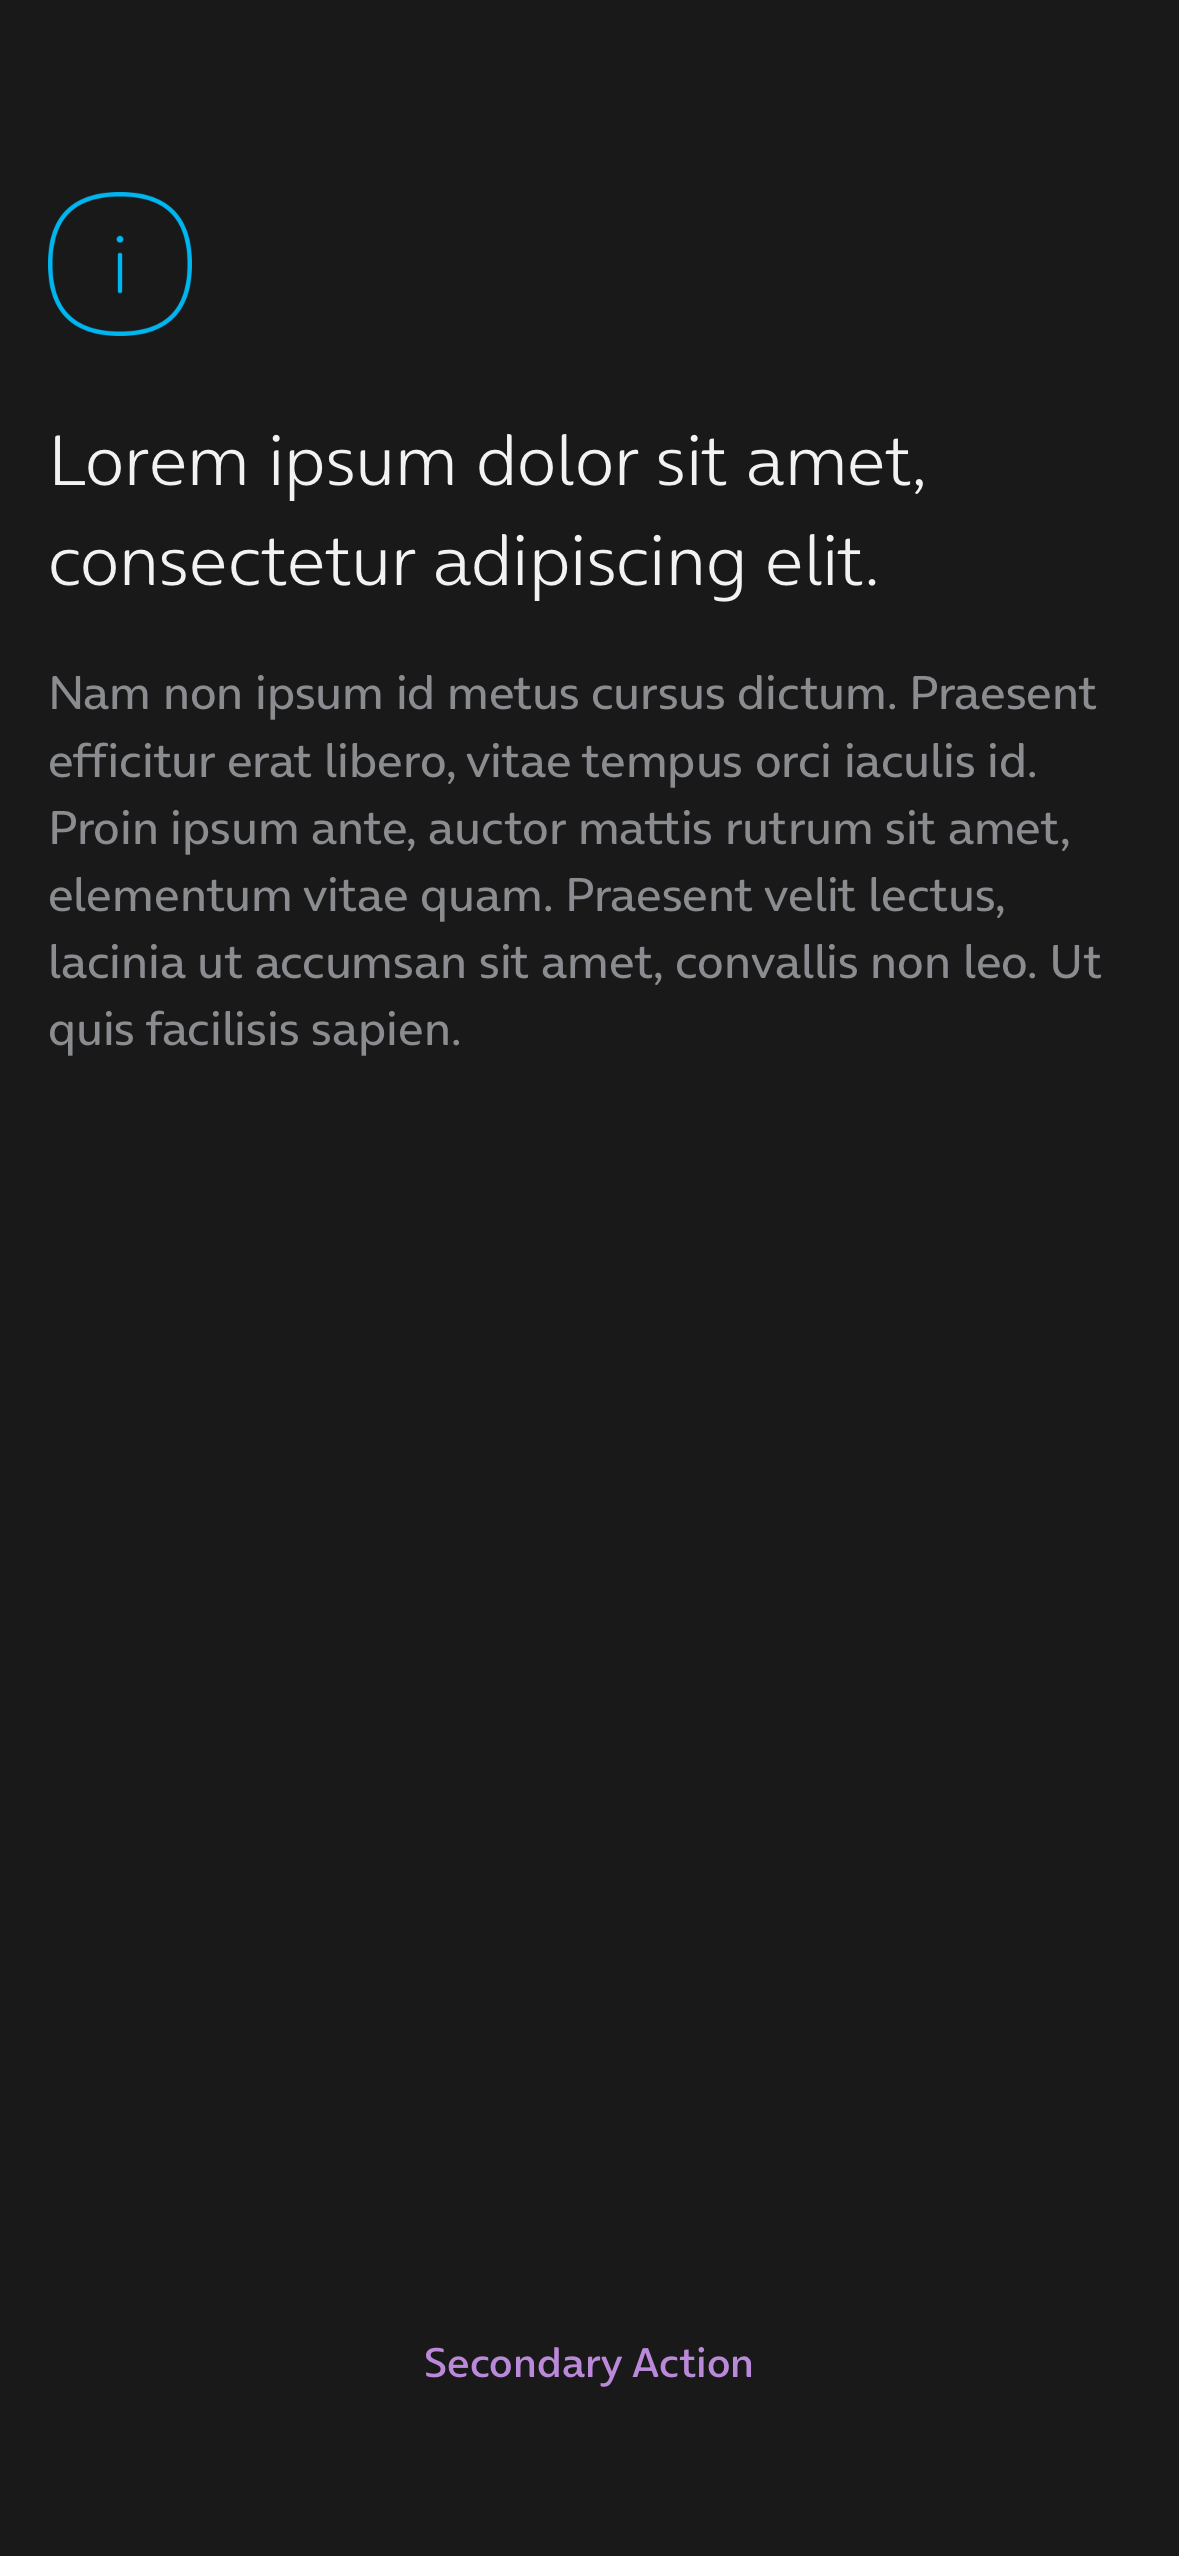 i
Lorem ipsum dolor sit amet,
consectetur adipiscing elit.
Nam non ipsum id metus cursus dictum. Praesent
efficitur erat libero, vitae tempus orci iaculis id.
Proin ipsum ante, auctor mattis rutrum sit amet,
elementum vitae quam. Praesent velit lectus,
lacinia ut accumsan sit amet, convallis non leo. Ut
quis facilisis sapien.
Secondary Action